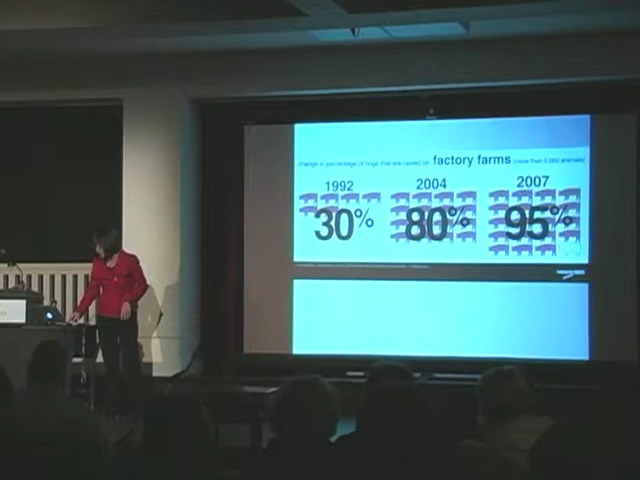 change in percentage of hogs that are raised on factory farms (more than 2,000 animals)
1992 2004 2007
30% 80% 95%